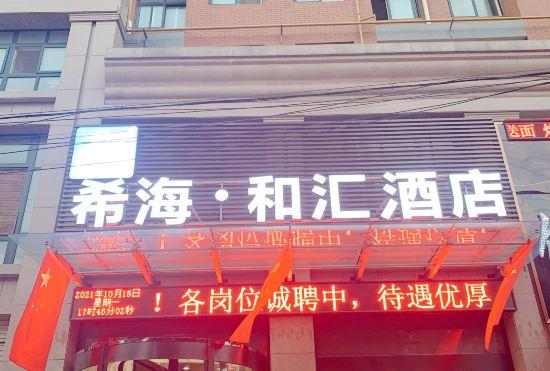 希海·和汇酒店
2021年10月18日
星期一
17时46分02秒
！各岗位诚聘中，待遇优厚
送面